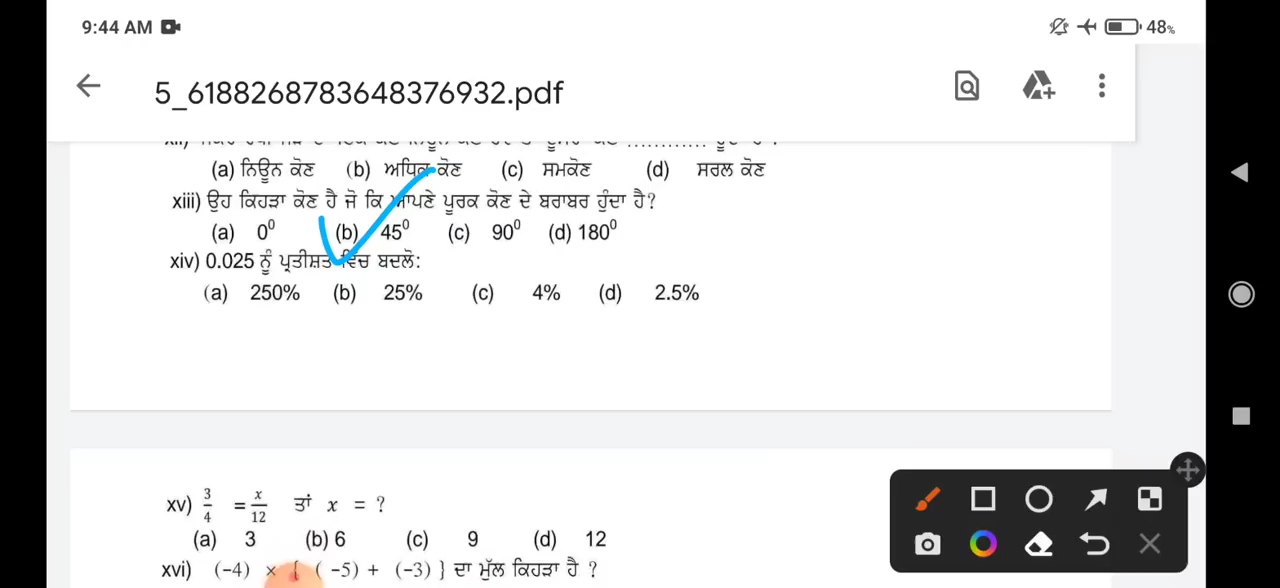 9:44 AM 48%
5_6188268783648376932.pdf
(a) ਨਿਊਨ ਕੋਣ (b) ਅਧਿਕ ਕੋਣ (c) ਸਮਕੋਣ (d) ਸਰਲ ਕੋਣ
xiii) ਉਹ ਕਿਹੜਾ ਕੋਣ ਹੈ ਜੋ ਕਿ ਆਪਣੇ ਪੂਰਕ ਕੋਣ ਦੇ ਬਰਾਬਰ ਹੁੰਦਾ ਹੈ?
(a) 0⁰ (b) 45⁰ (c) 90⁰ (d) 180⁰
xiv) 0.025 ਨੂੰ ਪ੍ਰਤੀਸ਼ਤ ਵਿੱਚ ਬਦਲੋ:
(a) 250% (b) 25% (c) 4% (d) 2.5%
xv) 3/4 = x/12 ਤਾਂ x = ?
(a) 3 (b) 6 (c) 9 (d) 12
xvi) (-4) × { ( -5) + (-3) } ਦਾ ਮੁੱਲ ਕਿਹੜਾ ਹੈ ?